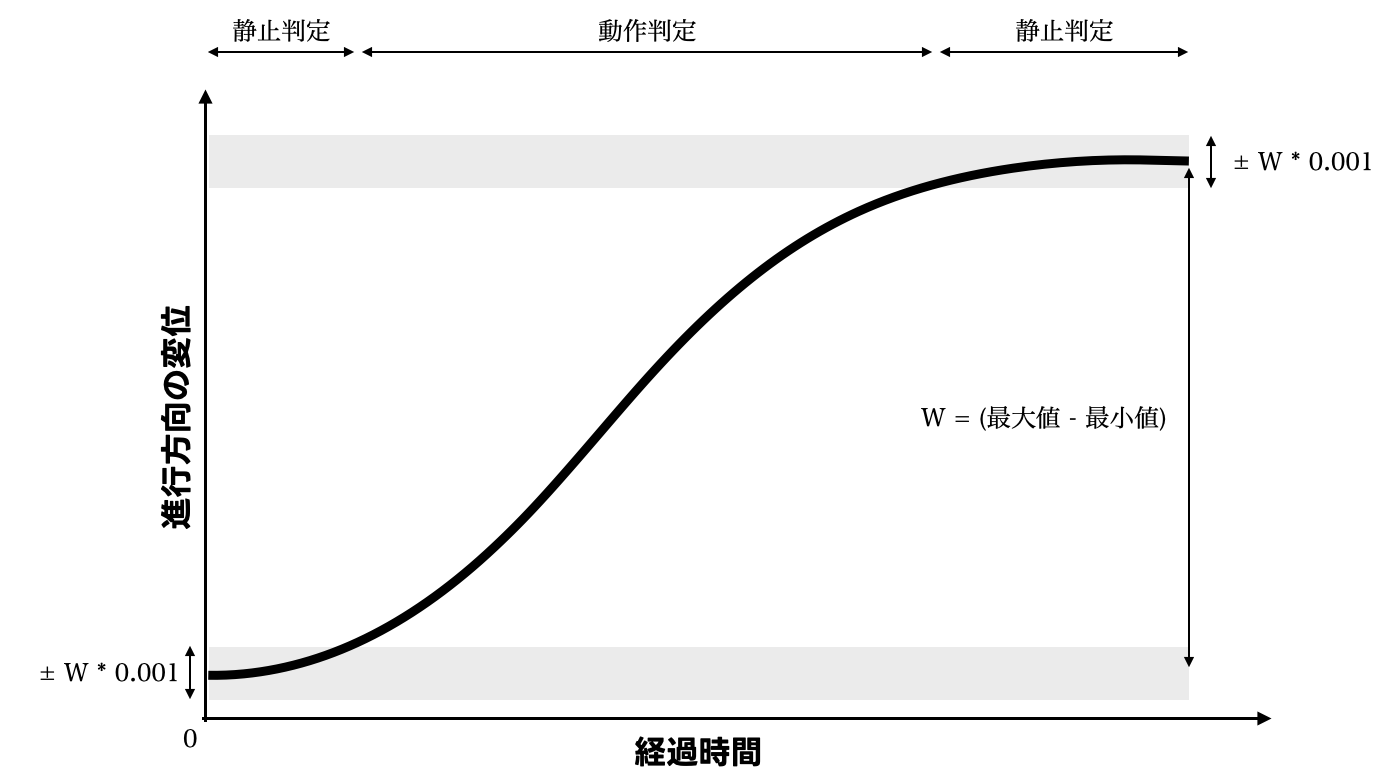 静止判定
動作判定
静止判定
± W * 0.001
進行方向の変位
W = (最大値 - 最小値)
± W * 0.001
0
経過時間